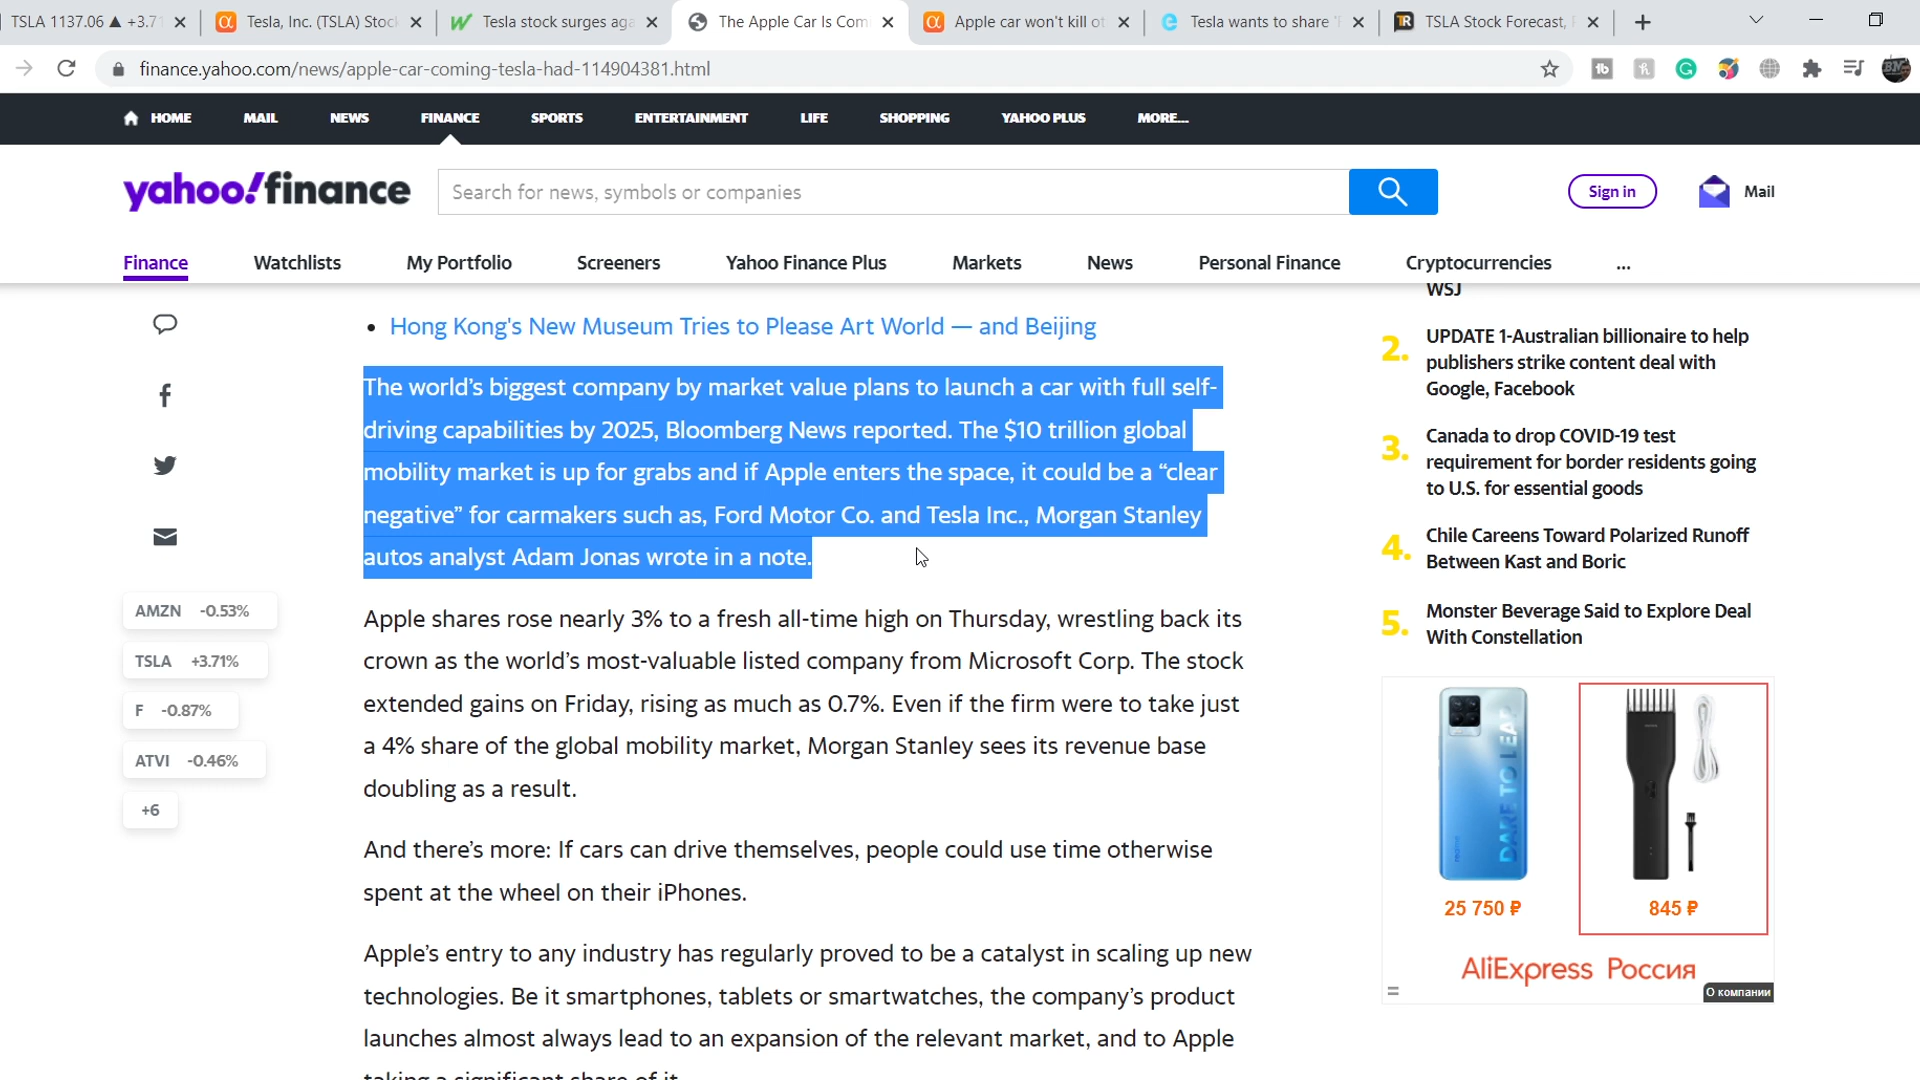 TSLA 1137.06 ▲ +3.7
Tesla, Inc. (TSLA) Stoc
Tesla stock surges aga
The Apple Car Is Com
Apple car won't kill ot
Tesla wants to share
TSLA Stock Forecast,
finance.yahoo.com/news/apple-car-coming-tesla-had-114904381.html
HOME MAIL NEWS FINANCE SPORTS ENTERTAINMENT LIFE SHOPPING YAHOO PLUS MORE...
yahoo!finance
Search for news, symbols or companies
Sign in
Mail
Finance Watchlists My Portfolio Screeners Yahoo Finance Plus Markets News Personal Finance Cryptocurrencies ...
• Hong Kong's New Museum Tries to Please Art World — and Beijing
The world’s biggest company by market value plans to launch a car with full self-
driving capabilities by 2025, Bloomberg News reported. The $10 trillion global
mobility market is up for grabs and if Apple enters the space, it could be a “clear
negative” for carmakers such as, Ford Motor Co. and Tesla Inc., Morgan Stanley
autos analyst Adam Jonas wrote in a note.
Apple shares rose nearly 3% to a fresh all-time high on Thursday, wrestling back its
crown as the world’s most-valuable listed company from Microsoft Corp. The stock
extended gains on Friday, rising as much as 0.7%. Even if the firm were to take just
a 4% share of the global mobility market, Morgan Stanley sees its revenue base
doubling as a result.
And there’s more: If cars can drive themselves, people could use time otherwise
spent at the wheel on their iPhones.
Apple’s entry to any industry has regularly proved to be a catalyst in scaling up new
technologies. Be it smartphones, tablets or smartwatches, the company’s product
launches almost always lead to an expansion of the relevant market, and to Apple
taking a significant share of it.
AMZN -0.53%
TSLA +3.71%
F -0.87%
ATVI -0.46%
+6
WSJ
2. UPDATE 1-Australian billionaire to help
publishers strike content deal with
Google, Facebook
3. Canada to drop COVID-19 test
requirement for border residents going
to U.S. for essential goods
4. Chile Careens Toward Polarized Runoff
Between Kast and Boric
5. Monster Beverage Said to Explore Deal
With Constellation
DARE TO LEAP
realme
25 750 ₽
845 ₽
AliExpress Россия
О компании